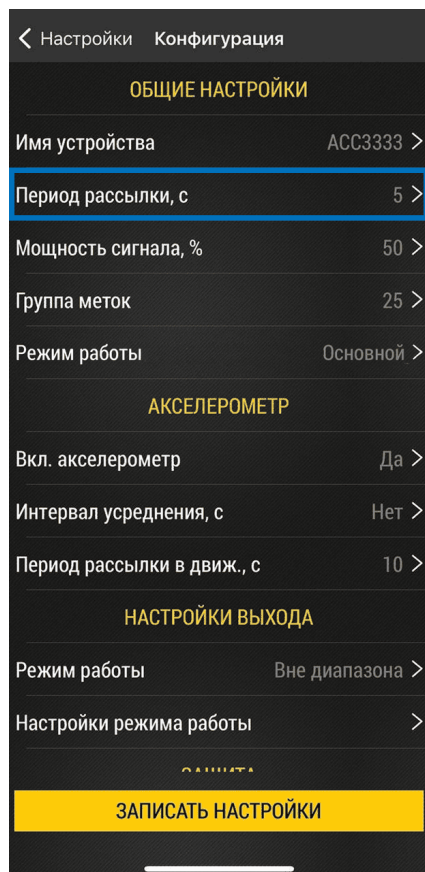 Настройки Конфигурация
ОБЩИЕ НАСТРОЙКИ
Имя устройства ACC3333
Период рассылки, с 5
Мощность сигнала, % 50
Группа меток 25
Режим работы Основной
АКСЕЛЕРОМЕТР
Вкл. акселерометр Да
Интервал усреднения, с Нет
Период рассылки в движ., с 10
НАСТРОЙКИ ВЫХОДА
Режим работы Вне диапазона
Настройки режима работы
ЗАПИСАТЬ НАСТРОЙКИ